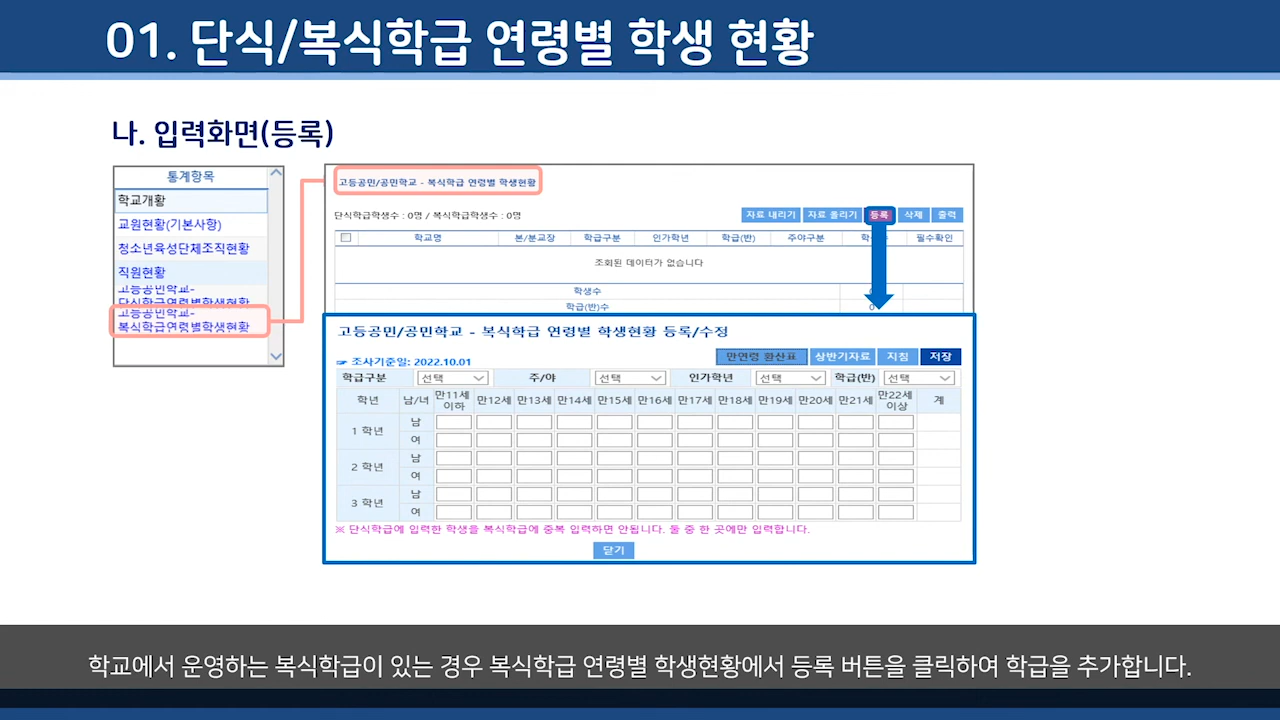 01. 단식/복식학급 연령별 학생 현황
나. 입력화면(등록)
통계항목
학교개황
교원현황(기본사항)
청소년육성단체조직현황
직원현황
고등공민학교-
단식학급연령별학생현황
고등공민학교-
복식학급연령별학생현황
고등공민/공민학교 - 복식학급 연령별 학생현황
단식학급학생수 : 0명 / 복식학급학생수 : 0명
자료 내리기 자료 올리기 등록 삭제 출력
학교명 본/분교장 학급구분 인가학년 학급(반) 주야구분 필수확인
조회된 데이터가 없습니다
학생수
학급(반)수
고등공민/공민학교 - 복식학급 연령별 학생현황 등록/수정
만연령 환산표 상반기자료 지침 저장
☞ 조사기준일: 2022.10.01
학급구분 선택 주/야 선택 인가학년 선택 학급(반) 선택
학년 남/녀 만11세 이하 만12세 만13세 만14세 만15세 만16세 만17세 만18세 만19세 만20세 만21세 만22세 이상 계
1 학년 남
여
2 학년 남
여
3 학년 남
여
※ 단식학급에 입력한 학생을 복식학급에 중복 입력하면 안됩니다. 둘 중 한 곳에만 입력합니다.
닫기
학교에서 운영하는 복식학급이 있는 경우 복식학급 연령별 학생현황에서 등록 버튼을 클릭하여 학급을 추가합니다.